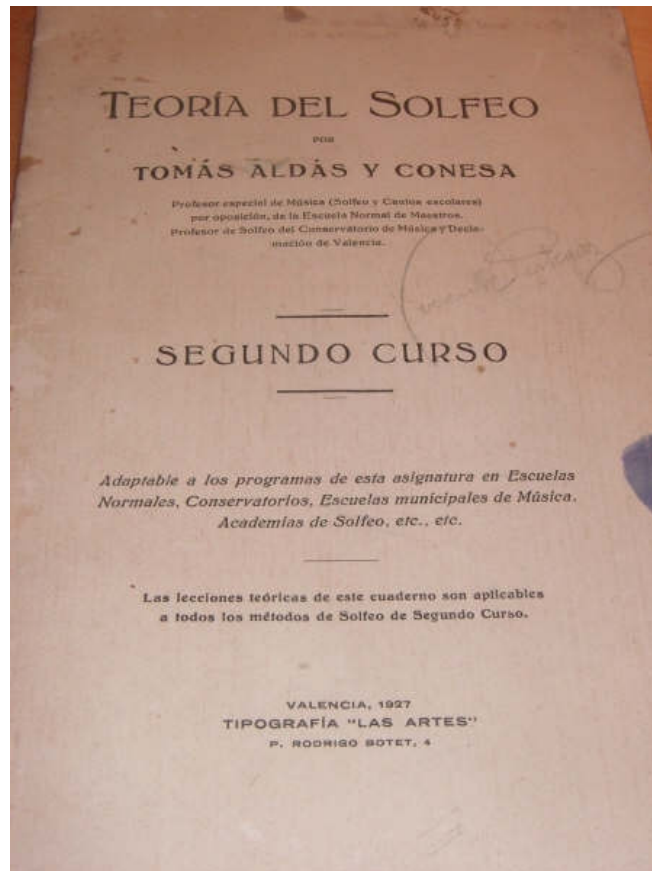 TEORÍA DEL SOLFEO
POR
TOMÁS ALDÁS Y CONESA
Profesor especial de Música (Solfeo y Cantos escolares)
por oposición, de la Escuela Normal de Maestros.
Profesor de Solfeo del Conservatorio de Música y Decla-
mación de Valencia.
SEGUNDO CURSO
Adaptable a los programas de esta asignatura en Escuelas
Normales, Conservatorios, Escuelas municipales de Música,
Academias de Solfeo, etc., etc.
Las lecciones teóricas de este cuaderno son aplicables
a todos los métodos de Solfeo de Segundo Curso.
VALENCIA, 1927
TIPOGRAFÍA "LAS ARTES"
P. RODRIGO BOTET, 4